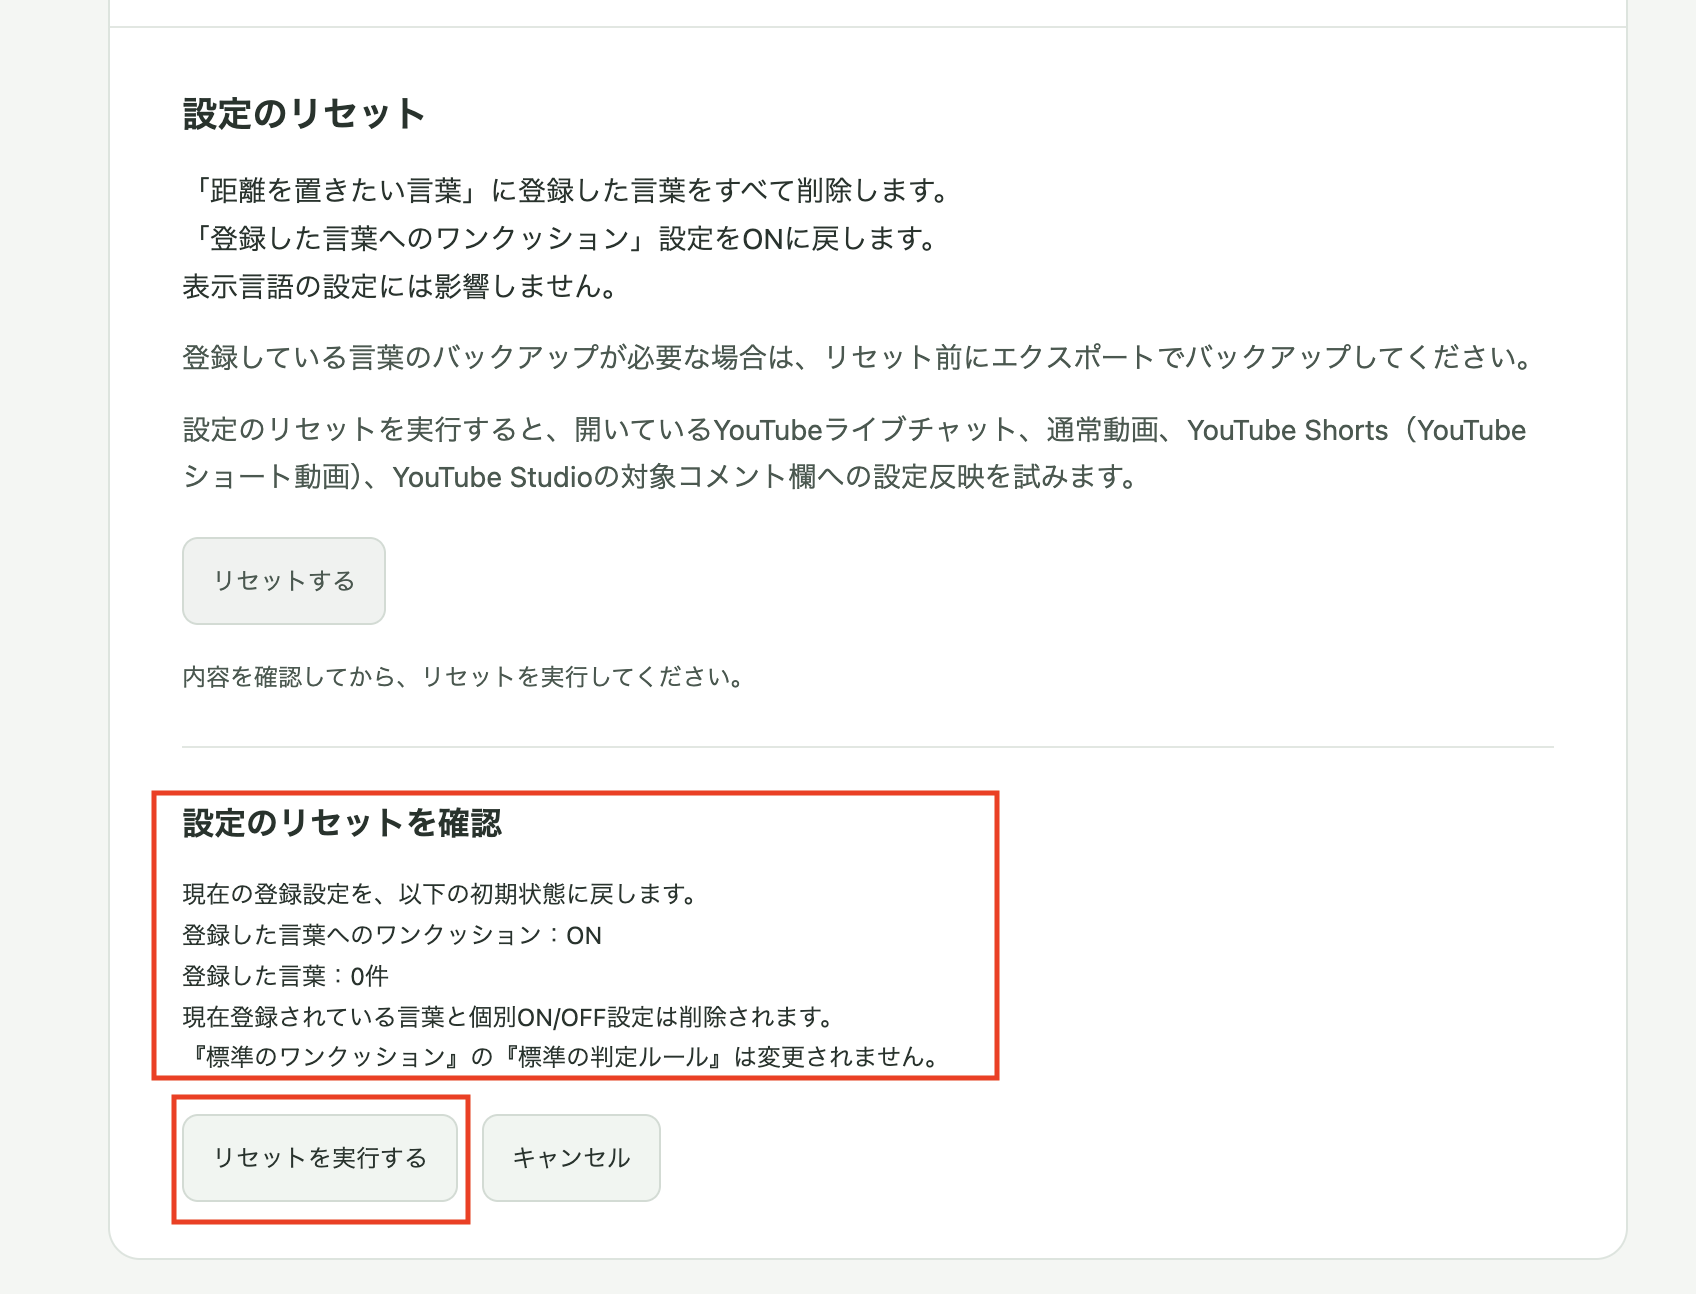 設定のリセット
「距離を置きたい言葉」に登録した言葉をすべて削除します。
「登録した言葉へのワンクッション」設定をONに戻します。
表示言語の設定には影響しません。
登録している言葉のバックアップが必要な場合は、リセット前にエクスポートでバックアップしてください。
設定のリセットを実行すると、開いているYouTubeライブチャット、通常動画、YouTube Shorts（YouTube
ショート動画）、YouTube Studioの対象コメント欄への設定反映を試みます。
リセットする
内容を確認してから、リセットを実行してください。
設定のリセットを確認
現在の登録設定を、以下の初期状態に戻します。
登録した言葉へのワンクッション：ON
登録した言葉：0件
現在登録されている言葉と個別ON/OFF設定は削除されます。
『標準のワンクッション』の『標準の判定ルール』は変更されません。
リセットを実行する
キャンセル